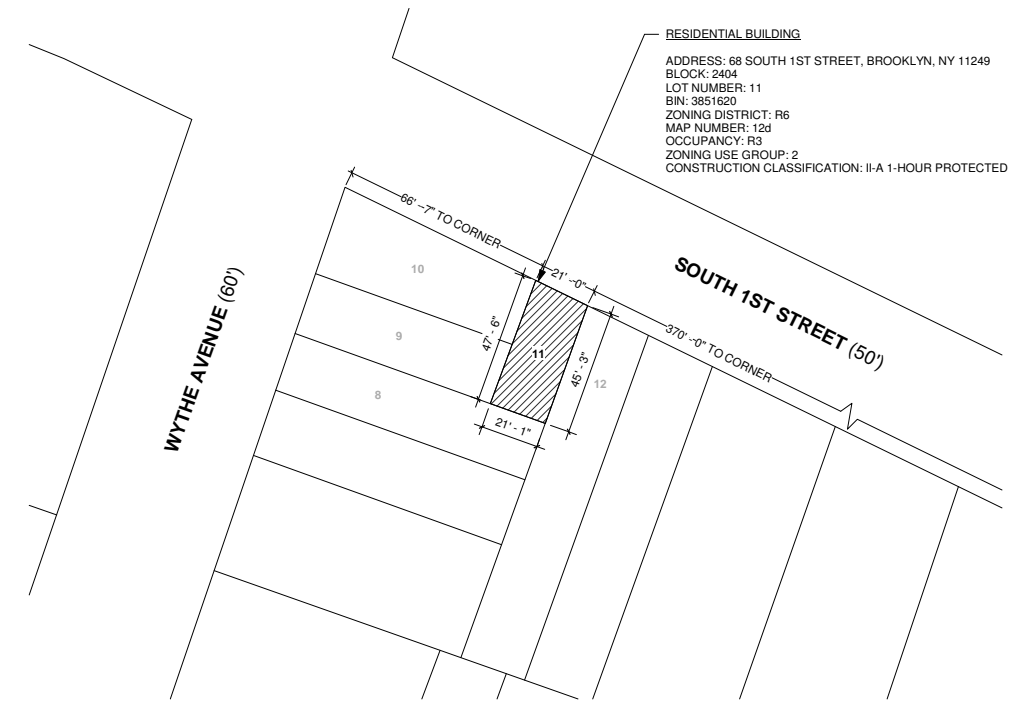 RESIDENTIAL BUILDING
ADDRESS: 68 SOUTH 1ST STREET, BROOKLYN, NY 11249
BLOCK: 2404
LOT NUMBER: 11
BIN: 3851620
ZONING DISTRICT: R6
MAP NUMBER: 12d
OCCUPANCY: R3
ZONING USE GROUP: 2
CONSTRUCTION CLASSIFICATION: II-A 1-HOUR PROTECTED
66' -7" TO CORNER
21' -0"
SOUTH 1ST STREET (50')
370' -0" TO CORNER
10
9
8
47' - 6"
11
45' - 3"
12
21' - 1"
WYTHE AVENUE (60')